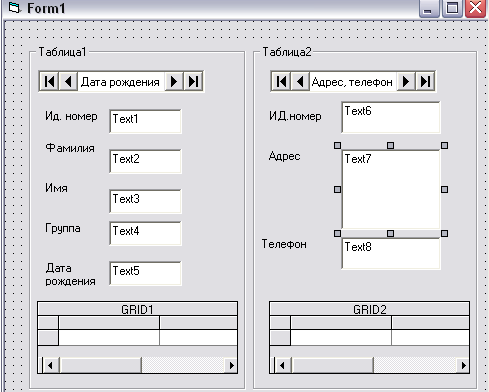 Form1
Таблица1
Дата рождения
Ид. номер
Text1
Фамилия
Text2
Имя
Text3
Группа
Text4
Дата
рождения
Text5
GRID1
Таблица2
Адрес, телефон
ИД.номер
Text6
Адрес
Text7
Телефон
Text8
GRID2